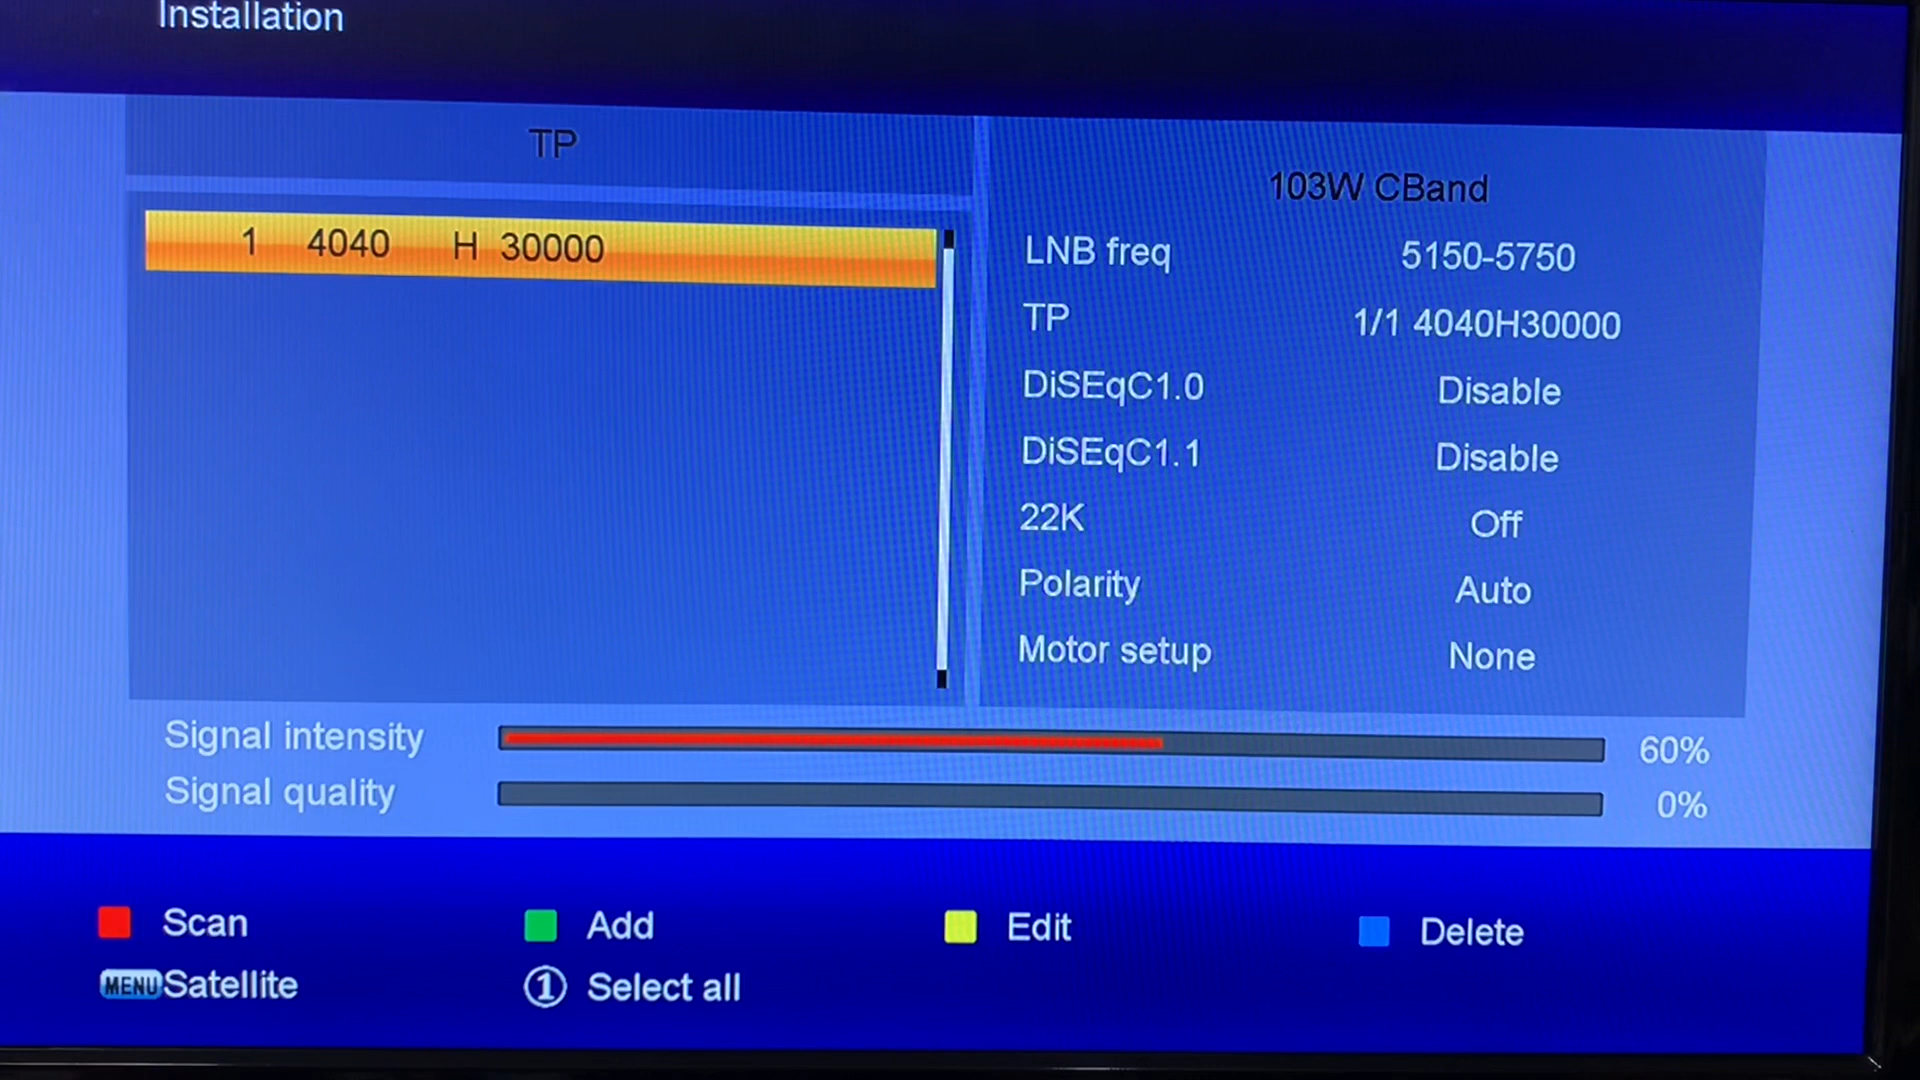 Installation
TP
1 4040 H 30000
103W CBand
LNB freq 5150-5750
TP 1/1 4040H30000
DiSEqC1.0 Disable
DiSEqC1.1 Disable
22K Off
Polarity Auto
Motor setup None
Signal intensity 60%
Signal quality 0%
Scan Add Edit Delete
MENU Satellite 1 Select all